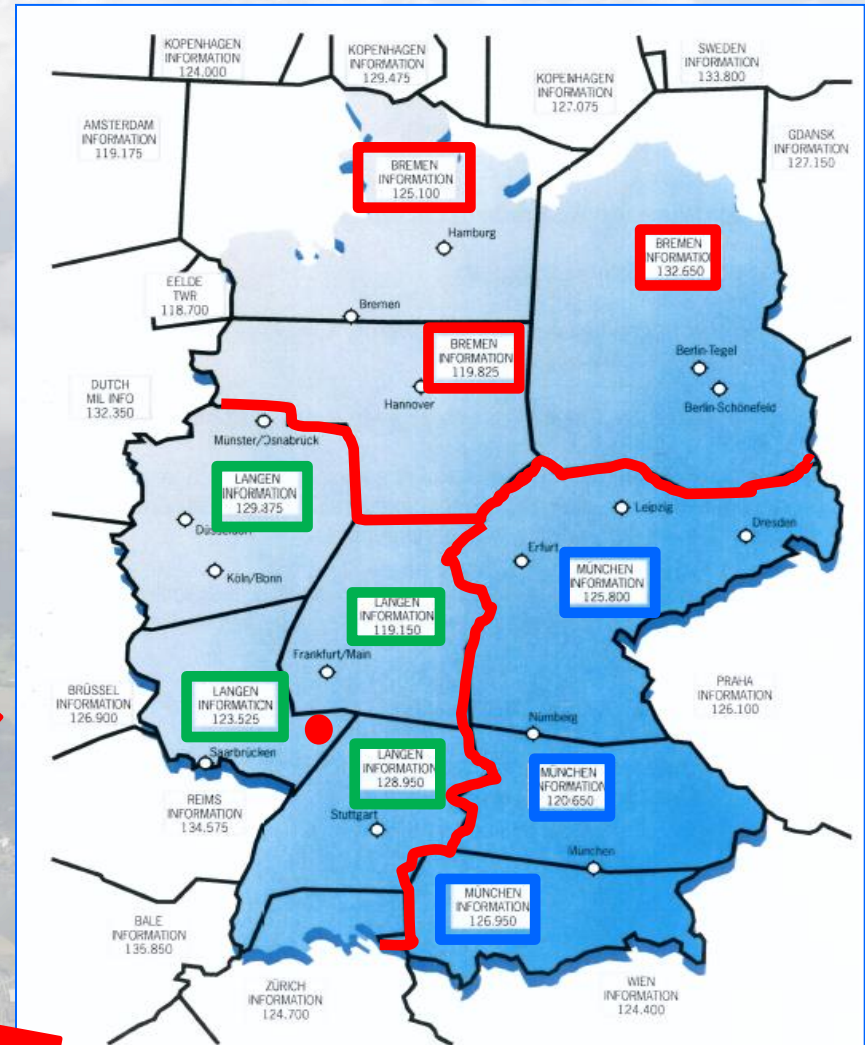 KOPENHAGEN
INFORMATION
124.000
KOPENHAGEN
INFORMATION
129.475
KOPENHAGEN
INFORMATION
127.075
SWEDEN
INFORMATION
133.800
AMSTERDAM
INFORMATION
119.175
GDANSK
INFORMATION
127.150
BREMEN
INFORMATION
125.100
Hamburg
BREMEN
NFORMATIO
132.650
EELDE
TWR
118.700
Bremen
BREMEN
INFORMATION
119.825
Berlin-Tegel
Berlin-Schönefeld
DUTCH
MIL INFO
132.350
Hannover
Münster/Osnabrück
LANGEN
INFORMATION
129.875
Düsseldorf
Leipzig
Dresden
Erfurt
Köln/Bonn
MÜNCHEN
INFORMATION
125.800
LANGEN
INFORMATION
119.150
Frankfurt/Main
BRÜSSEL
INFORMATION
126.900
LANGEN
INFORMATION
123.525
PRAHA
INFORMATION
126.100
Nürnberg
Saarbrücken
LANGEN
INFORMATION
128.950
MÜNCHEN
NFORMATION
120.650
REIMS
INFORMATION
134.575
Stuttgart
München
MÜNCHEN
INFORMATION
126.950
BALE
INFORMATION
135.850
ZÜRICH
INFORMATION
124.700
WIEN
INFORMATION
124.400